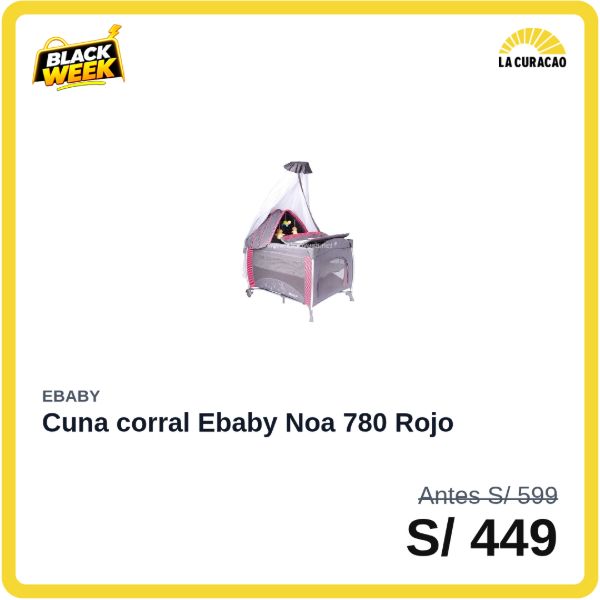 BLACK
WEEK
LA CURACAO
EBABY
Cuna corral Ebaby Noa 780 Rojo
Antes S/ 599
S/ 449